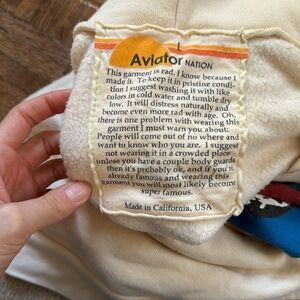 L
Aviator NATION
This garment is rad. I know because I
made it. To keep it in pristine condi-
tion I suggest washing it with like
colors in cold water and tumble dry
low. It will distress naturally and
become even more rad with age. Oh,
there is one problem with wearing this
garment I must warn you about:
People will come out of no where and
want to know who you are. I suggest
not wearing it in a crowded place
unless you have a couple body guards
then it's probably ok, and if you're
already famous and wearing this
garment you will most likely become
super famous.
Made in California, USA